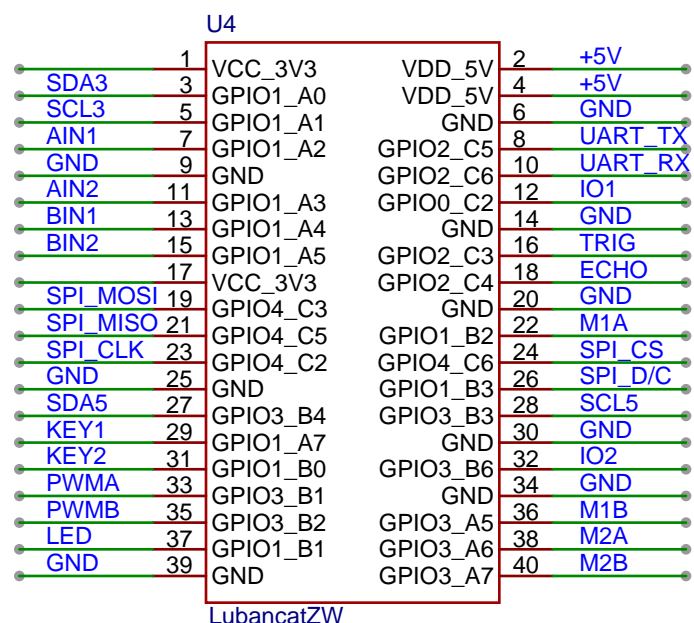 U4
1 VCC_3V3 VDD_5V 2 +5V
SDA3 3 GPIO1_A0 VDD_5V 4 +5V
SCL3 5 GPIO1_A1 GND 6 GND
AIN1 7 GPIO1_A2 GPIO2_C5 8 UART_TX
GND 9 GND GPIO2_C6 10 UART_RX
AIN2 11 GPIO1_A3 GPIO0_C2 12 IO1
BIN1 13 GPIO1_A4 GND 14 GND
BIN2 15 GPIO1_A5 GPIO2_C3 16 TRIG
17 VCC_3V3 GPIO2_C4 18 ECHO
SPI_MOSI 19 GPIO4_C3 GND 20 GND
SPI_MISO 21 GPIO4_C5 GPIO1_B2 22 M1A
SPI_CLK 23 GPIO4_C2 GPIO4_C6 24 SPI_CS
GND 25 GND GPIO1_B3 26 SPI_D/C
SDA5 27 GPIO3_B4 GPIO3_B3 28 SCL5
KEY1 29 GPIO1_A7 GND 30 GND
KEY2 31 GPIO1_B0 GPIO3_B6 32 IO2
PWMA 33 GPIO3_B1 GND 34 GND
PWMB 35 GPIO3_B2 GPIO3_A5 36 M1B
LED 37 GPIO1_B1 GPIO3_A6 38 M2A
GND 39 GND GPIO3_A7 40 M2B
LubancatZW